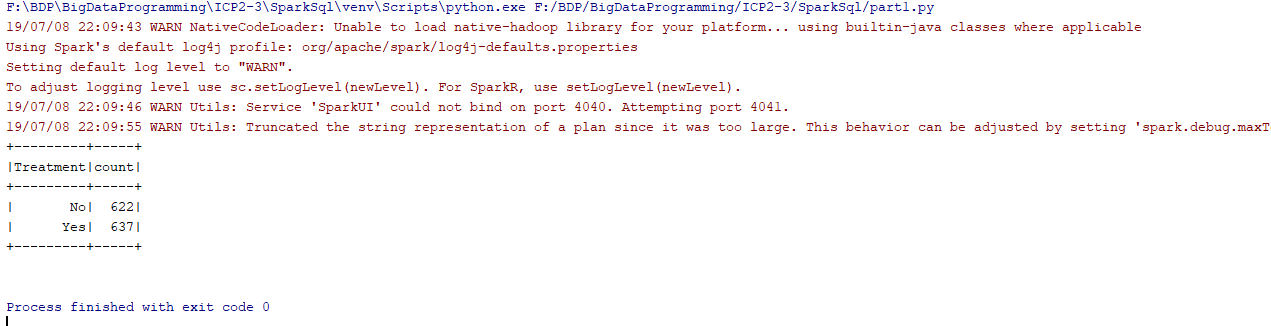 F:\BDP\BigDataProgramming\ICP2-3\SparkSql\venv\Scripts\python.exe F:/BDP/BigDataProgramming/ICP2-3/SparkSql/part1.py
19/07/08 22:09:43 WARN NativeCodeLoader: Unable to load native-hadoop library for your platform... using builtin-java classes where applicable
Using Spark's default log4j profile: org/apache/spark/log4j-defaults.properties
Setting default log level to "WARN".
To adjust logging level use sc.setLogLevel(newLevel). For SparkR, use setLogLevel(newLevel).
19/07/08 22:09:46 WARN Utils: Service 'SparkUI' could not bind on port 4040. Attempting port 4041.
19/07/08 22:09:55 WARN Utils: Truncated the string representation of a plan since it was too large. This behavior can be adjusted by setting 'spark.debug.maxT
+---------+-----+
|Treatment|count|
+---------+-----+
|       No|  622|
|      Yes|  637|
+---------+-----+
Process finished with exit code 0